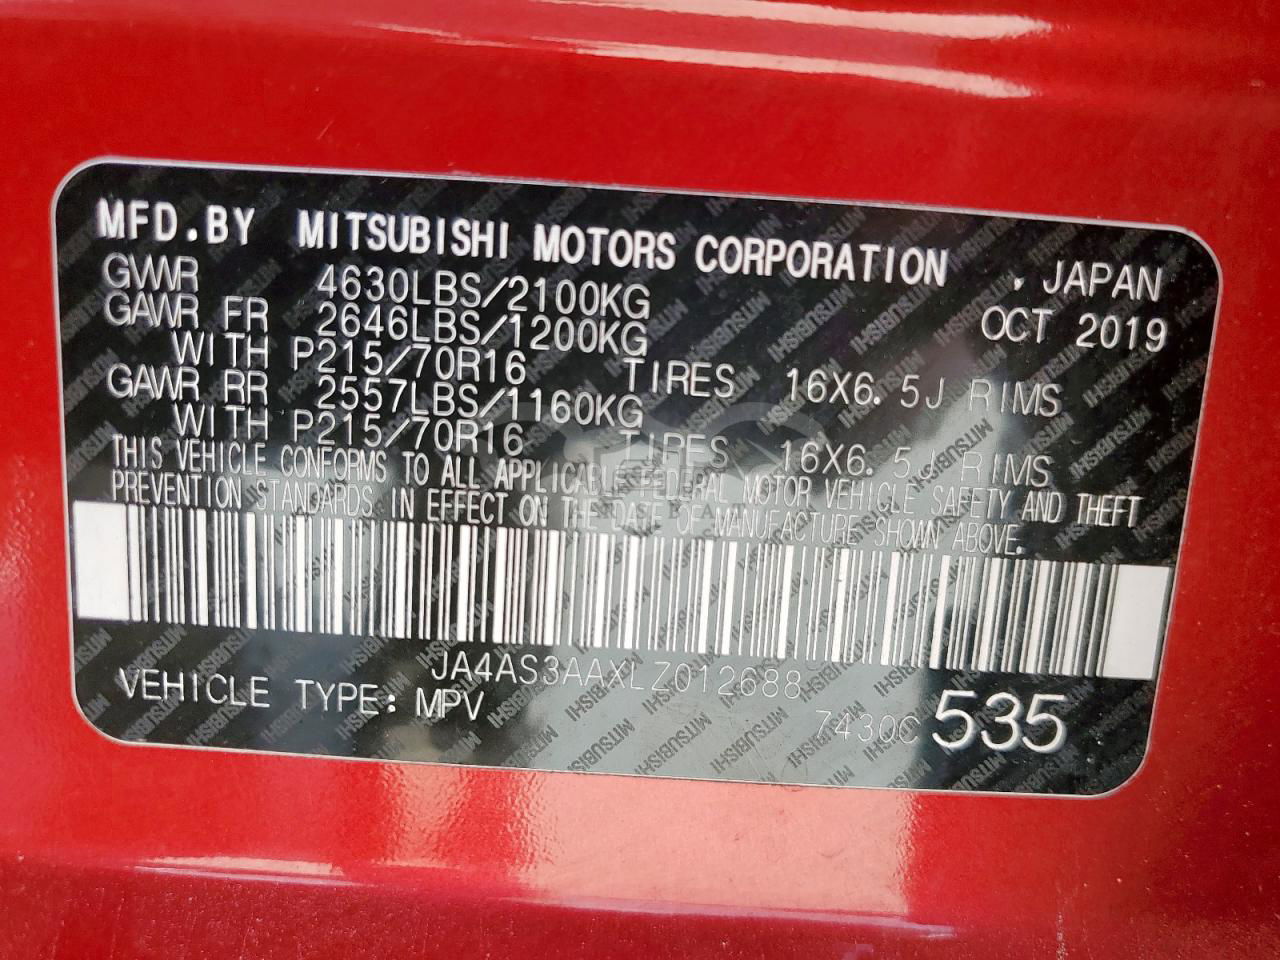 MFD.BY MITSUBISHI MOTORS CORPORATION . JAPAN
GVWR 4630LBS/2100KG OCT 2019
GAWR FR 2646LBS/1200KG
WITH P215/70R16 TIRES 16X6.5J RIMS
GAWR RR 2557LBS/1160KG
WITH P215/70R16 TIRES 16X6.5J RIMS
THIS VEHICLE CONFORMS TO ALL APPLICABLE FEDERAL MOTOR VEHICLE SAFETY AND THEFT
PREVENTION STANDARDS IN EFFECT ON THE DATE OF MANUFACTURE SHOWN ABOVE.
JA4AS3AAXLZ012688
VEHICLE TYPE: MPV 7430C 535